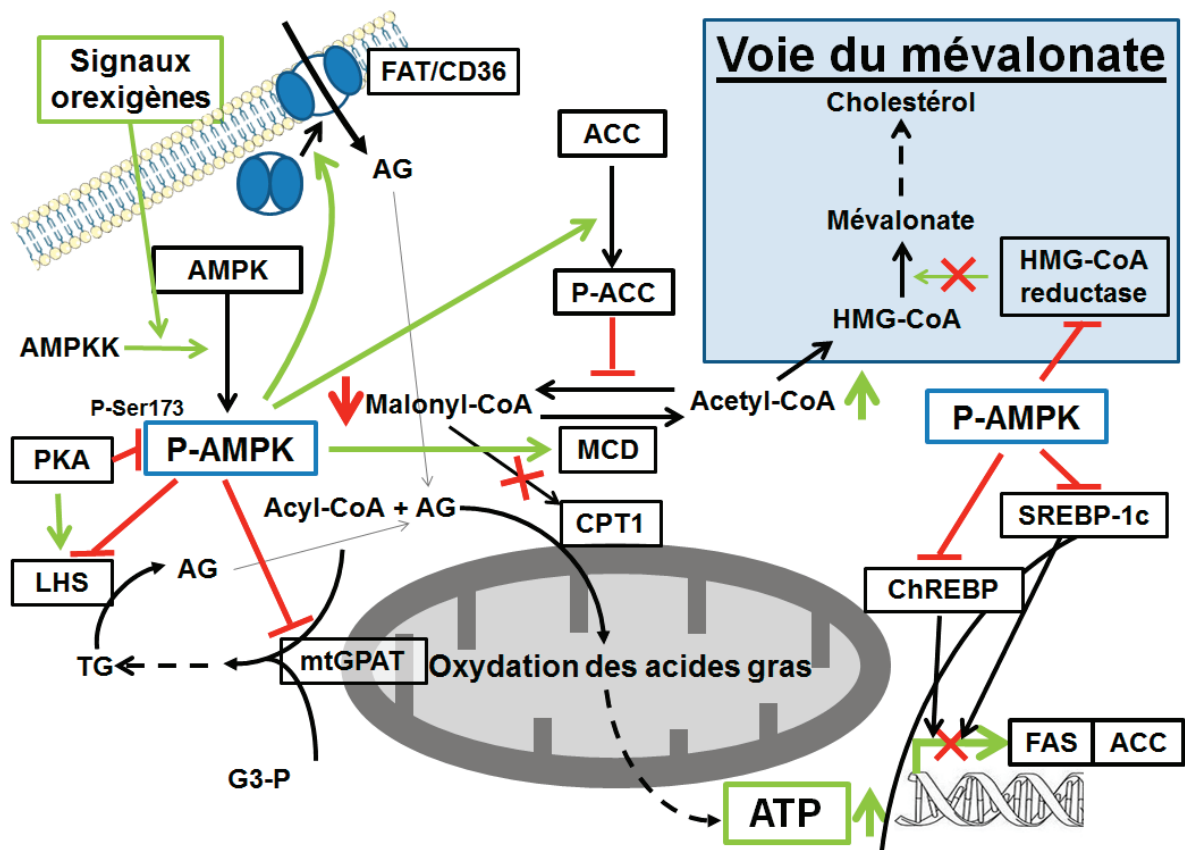 Signaux
orexigènes
FAT/CD36
AG
AMPK
AMPKK
P-Ser173
P-AMPK
PKA
LHS
AG
TG
G3-P
mtGPAT
Acyl-CoA + AG
ACC
P-ACC
Malonyl-CoA
Acetyl-CoA
MCD
CPT1
Oxydation des acides gras
ATP
Voie du mévalonate
Cholestérol
Mévalonate
HMG-CoA
HMG-CoA
reductase
P-AMPK
SREBP-1c
ChREBP
FAS
ACC